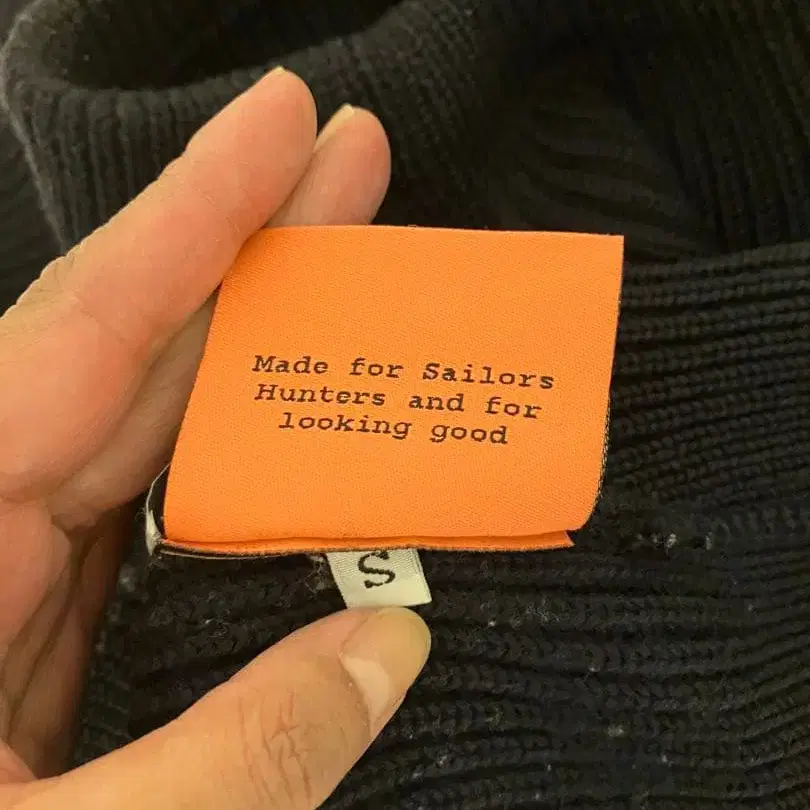 Made for Sailors
Hunters and for
looking good
S